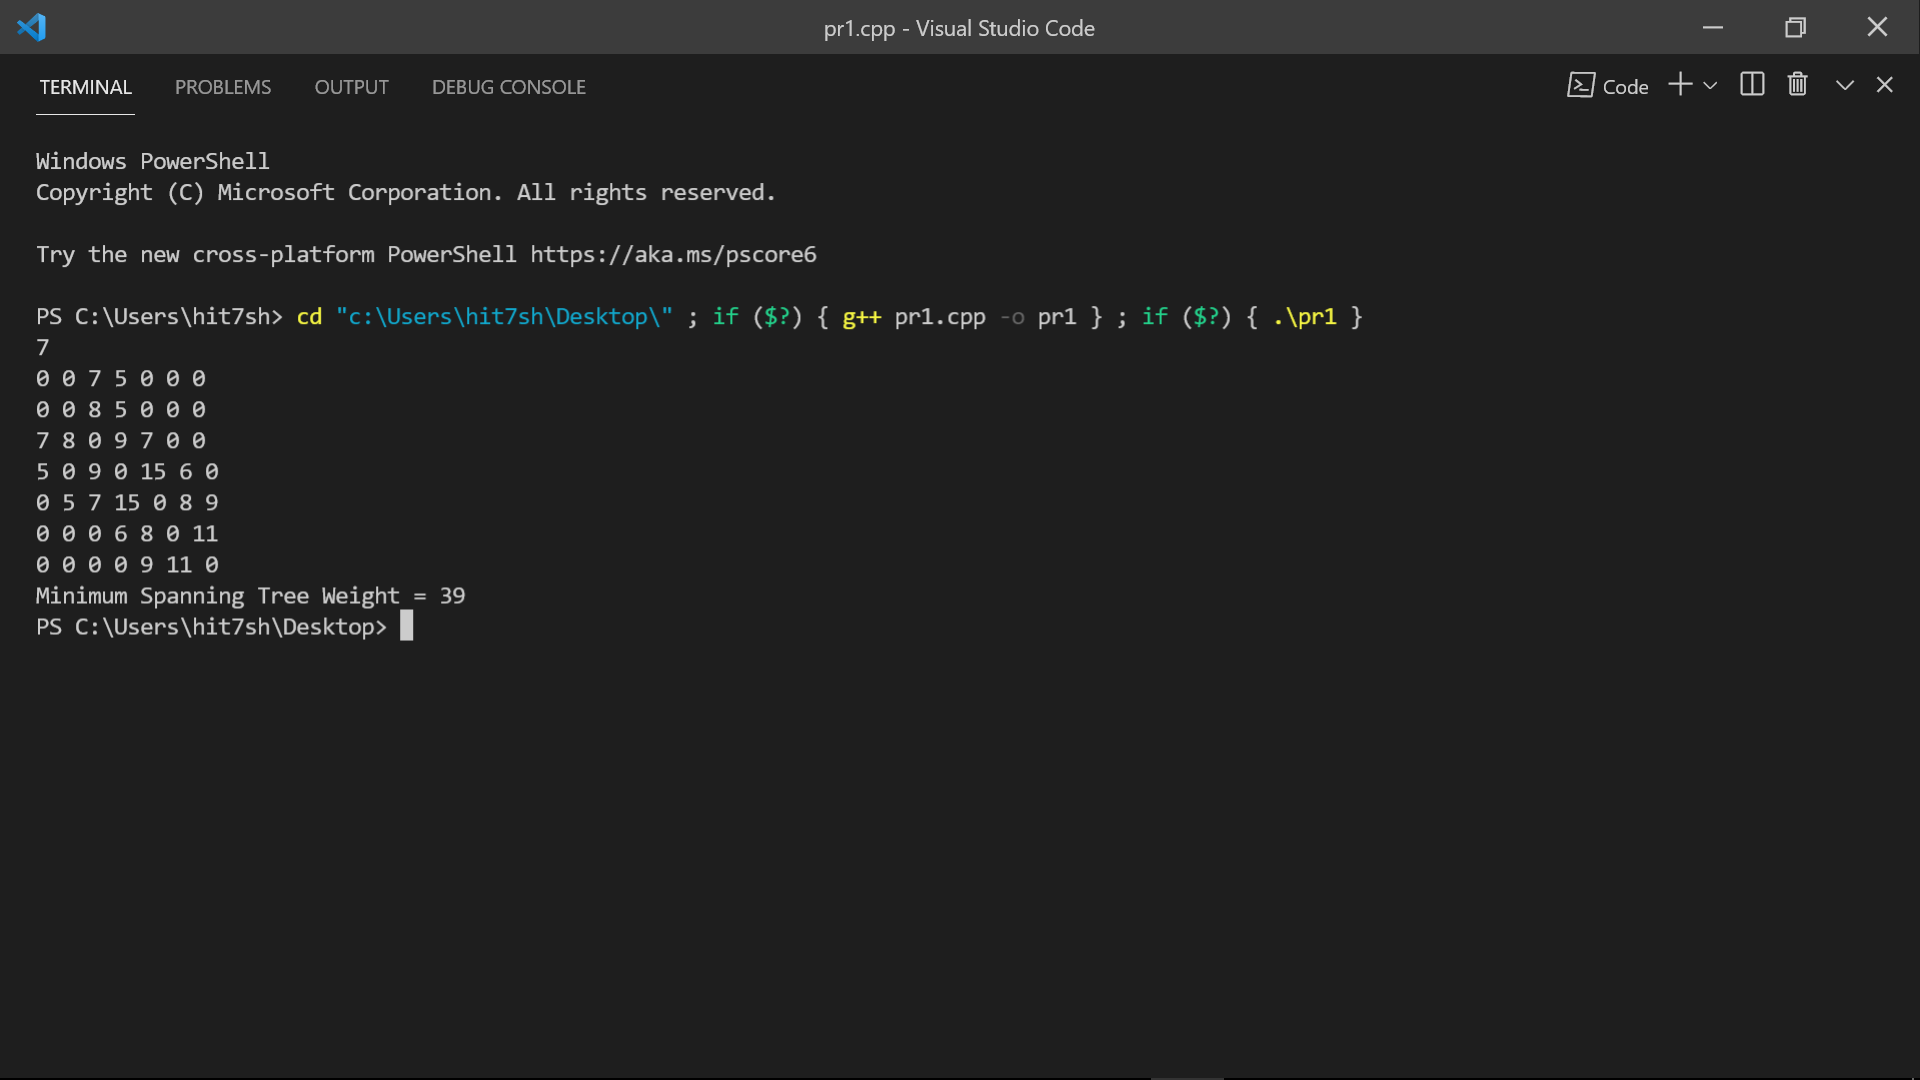 pr1.cpp - Visual Studio Code
TERMINAL PROBLEMS OUTPUT DEBUG CONSOLE Code
Windows PowerShell
Copyright (C) Microsoft Corporation. All rights reserved.
Try the new cross-platform PowerShell https://aka.ms/pscore6
PS C:\Users\hit7sh> cd "c:\Users\hit7sh\Desktop\" ; if ($?) { g++ pr1.cpp -o pr1 } ; if ($?) { .\pr1 }
7
0 0 7 5 0 0 0
0 0 8 5 0 0 0
7 8 0 9 7 0 0
5 0 9 0 15 6 0
0 5 7 15 0 8 9
0 0 0 6 8 0 11
0 0 0 0 9 11 0
Minimum Spanning Tree Weight = 39
PS C:\Users\hit7sh\Desktop>